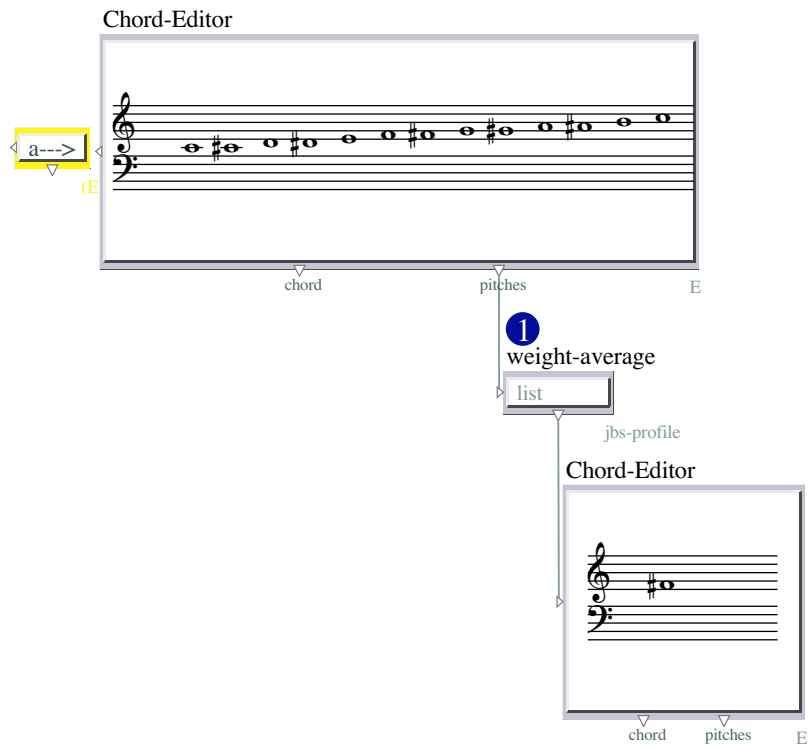 Chord-Editor
a--->
(E
chord
pitches
E
1
weight-average
list
jbs-profile
Chord-Editor
chord
pitches
E